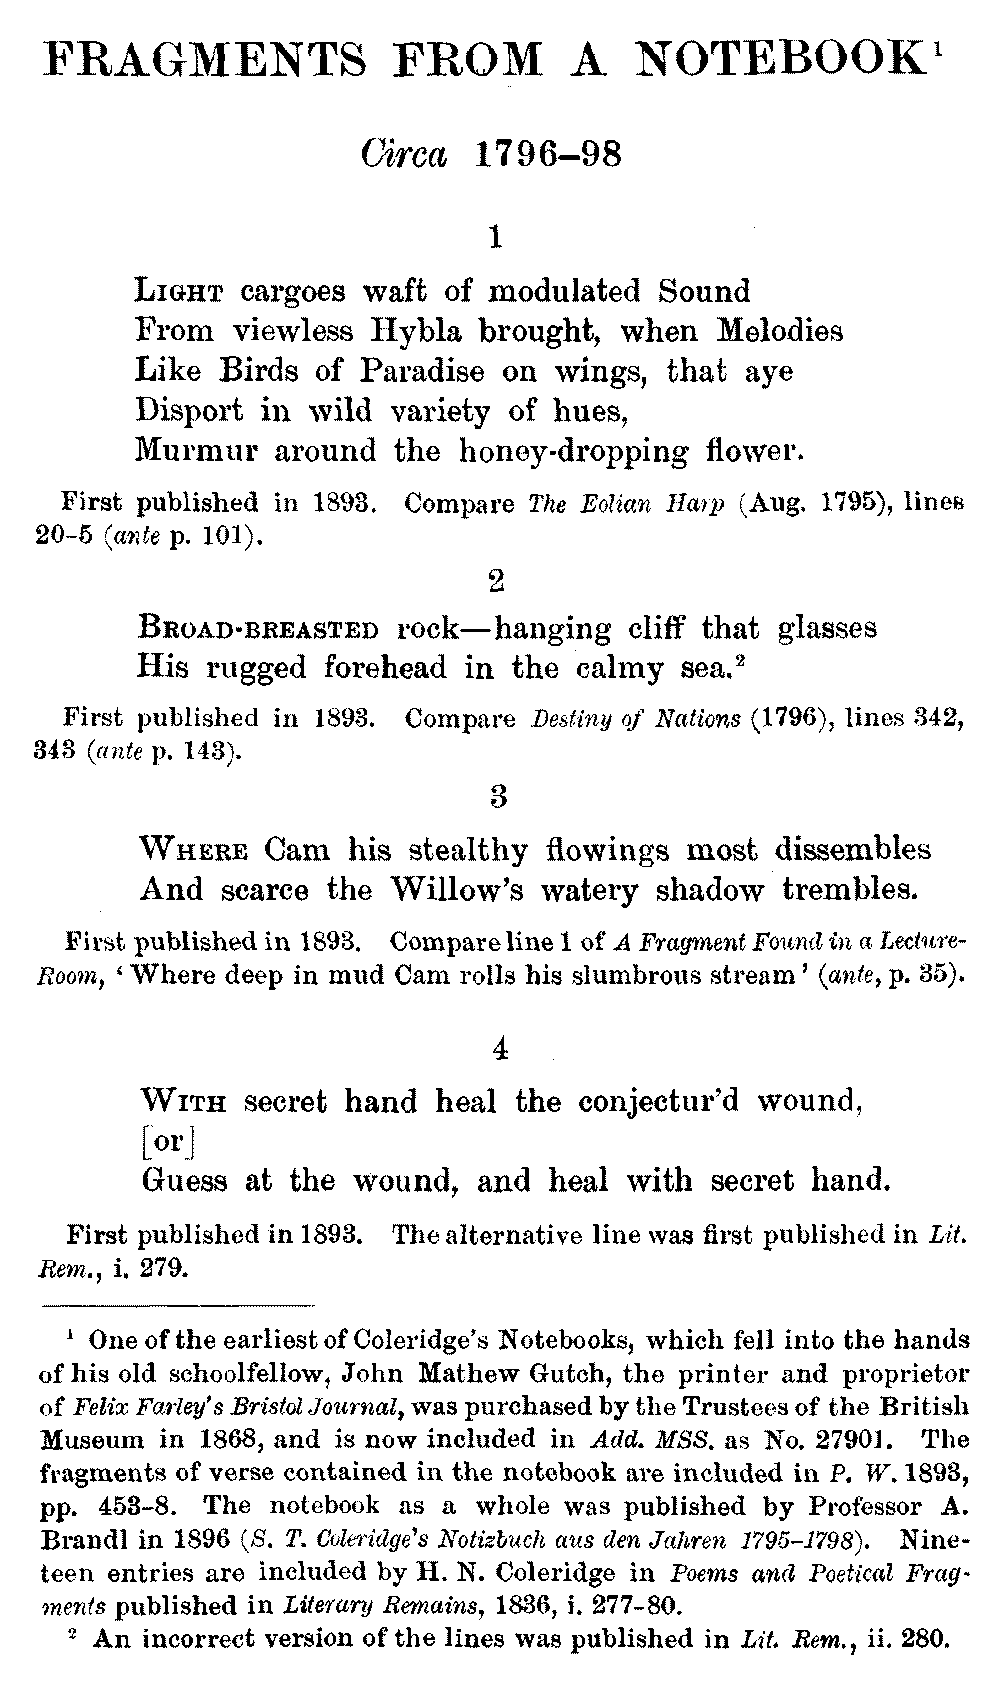 FRAGMENTS FROM A NOTEBOOK¹
Circa 1796–98
1
LIGHT cargoes waft of modulated Sound
From viewless Hybla brought, when Melodies
Like Birds of Paradise on wings, that aye
Disport in wild variety of hues,
Murmur around the honey-dropping flower.
First published in 1893. Compare The Eolian Harp (Aug. 1795), lines
20–5 (ante p. 101).
2
BROAD-BREASTED rock—hanging cliff that glasses
His rugged forehead in the calmy sea.²
First published in 1893. Compare Destiny of Nations (1796), lines 342,
343 (ante p. 143).
3
WHERE Cam his stealthy flowings most dissembles
And scarce the Willow's watery shadow trembles.
First published in 1893. Compare line 1 of A Fragment Found in a Lecture-
Room, ‘Where deep in mud Cam rolls his slumbrous stream’ (ante, p. 35).
4
WITH secret hand heal the conjectur'd wound,
[or]
Guess at the wound, and heal with secret hand.
First published in 1893. The alternative line was first published in Lit.
Rem., i. 279.
¹ One of the earliest of Coleridge's Notebooks, which fell into the hands
of his old schoolfellow, John Mathew Gutch, the printer and proprietor
of Felix Farley's Bristol Journal, was purchased by the Trustees of the British
Museum in 1868, and is now included in Add. MSS. as No. 27901. The
fragments of verse contained in the notebook are included in P. W. 1893,
pp. 453–8. The notebook as a whole was published by Professor A.
Brandl in 1896 (S. T. Coleridge's Notizbuch aus den Jahren 1795–1798). Nine-
teen entries are included by H. N. Coleridge in Poems and Poetical Frag-
ments published in Literary Remains, 1836, i. 277–80.
² An incorrect version of the lines was published in Lit. Rem., ii. 280.